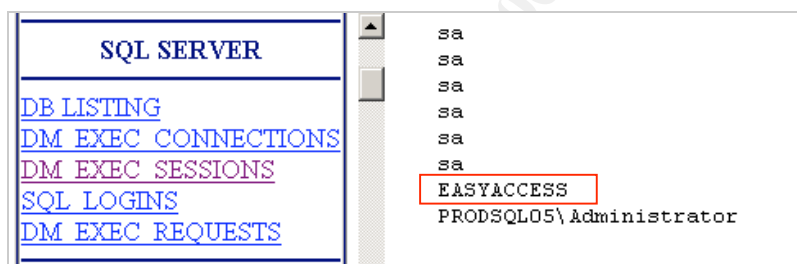 SQL SERVER
DB LISTING
DM EXEC CONNECTIONS
DM EXEC SESSIONS
SQL LOGINS
DM EXEC REQUESTS
sa
sa
sa
sa
sa
sa
EASYACCESS
PRODSQL05\Administrator